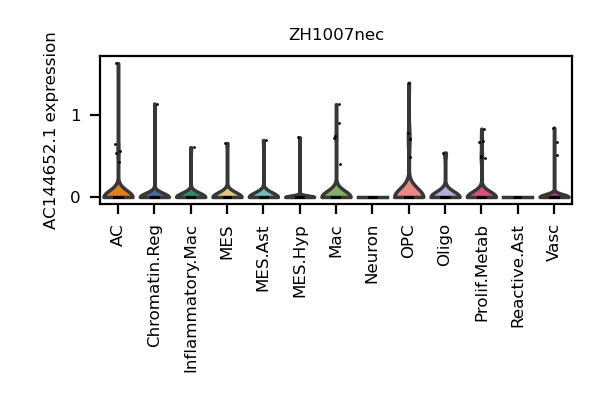 ZH1007nec
AC144652.1 expression
1
0
AC
Chromatin.Reg
Inflammatory.Mac
MES
MES.Ast
MES.Hyp
Mac
Neuron
OPC
Oligo
Prolif.Metab
Reactive.Ast
Vasc